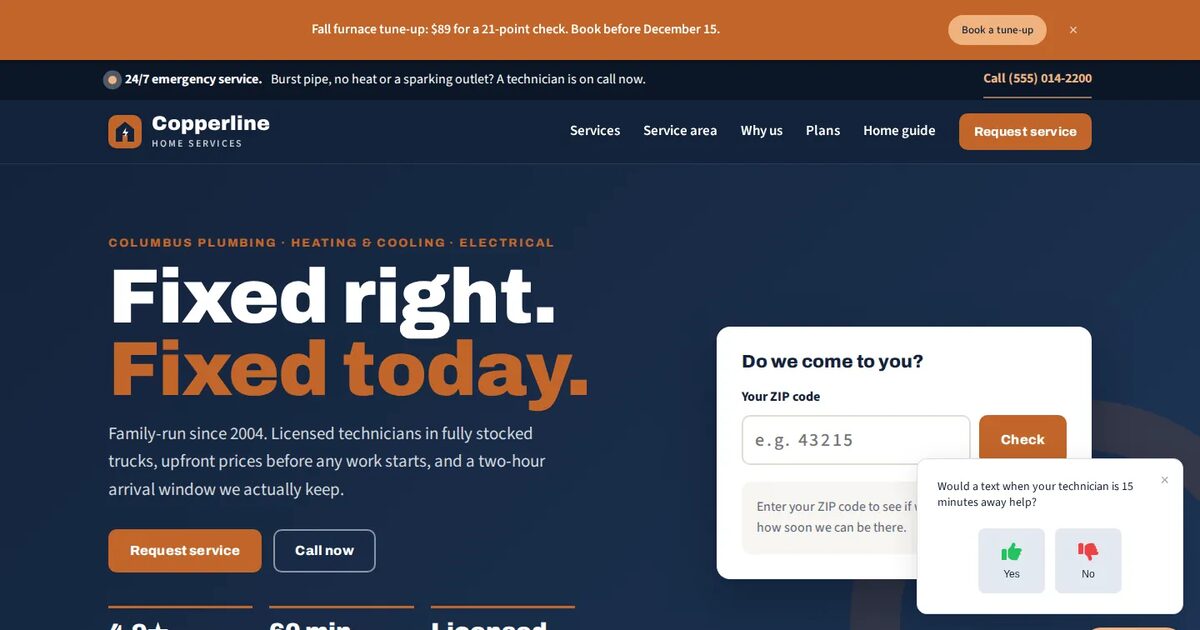 Fall furnace tune-up: $89 for a 21-point check. Book before December 15.
Book a tune-up
×
24/7 emergency service. Burst pipe, no heat or a sparking outlet? A technician is on call now.
Call (555) 014-2200
Copperline
HOME SERVICES
Services
Service area
Why us
Plans
Home guide
Request service
COLUMBUS PLUMBING · HEATING & COOLING · ELECTRICAL
Fixed right.
Fixed today.
Family-run since 2004. Licensed technicians in fully stocked
trucks, upfront prices before any work starts, and a two-hour
arrival window we actually keep.
Request service
Call now
Do we come to you?
Your ZIP code
e.g. 43215
Check
Enter your ZIP code to see if
how soon we can be there.
Would a text when your technician is 15
minutes away help?
×
Yes
No
4.8★
60 min
Licensed